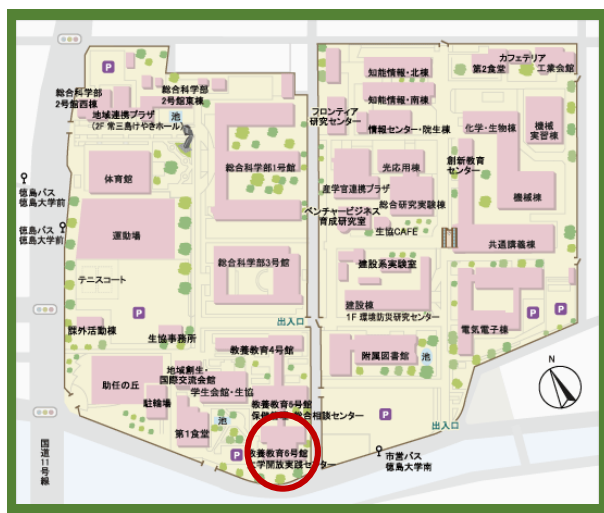 P
カフェテリア
第2食堂
工業会館
総合科学部
2号館西棟
総合科学部
2号館東棟
地域連携プラザ
(2F 常三島けやきホール)
池
知能情報・北棟
知能情報・南棟
フロンティア
研究センター
情報センター・院生棟
化学・生物棟
機械
実習棟
体育館
総合科学部1号館
光応用棟
創新教育
センター
産学官連携プラザ
総合研究実験棟
機械棟
徳島バス
徳島大学前
ベンチャービジネス
育成研究室
生協CAFE
運動場
徳島バス
徳島大学前
共通講義棟
総合科学部3号館
建設系実験室
テニスコート
P
建設棟
1F 環境防災研究センター
P
P
出入口
課外活動棟
生協事務所
電気電子棟
教養教育4号館
附属図書館
池
地域創生・
国際交流会館
助任の丘
学生会館・生協
N
駐輪場
教養教育5号館
総合相談センター
池
P
第1食堂
出入口
国道11号線
P
教養教育6号館
大学開放実践センター
市営バス
徳島大学南